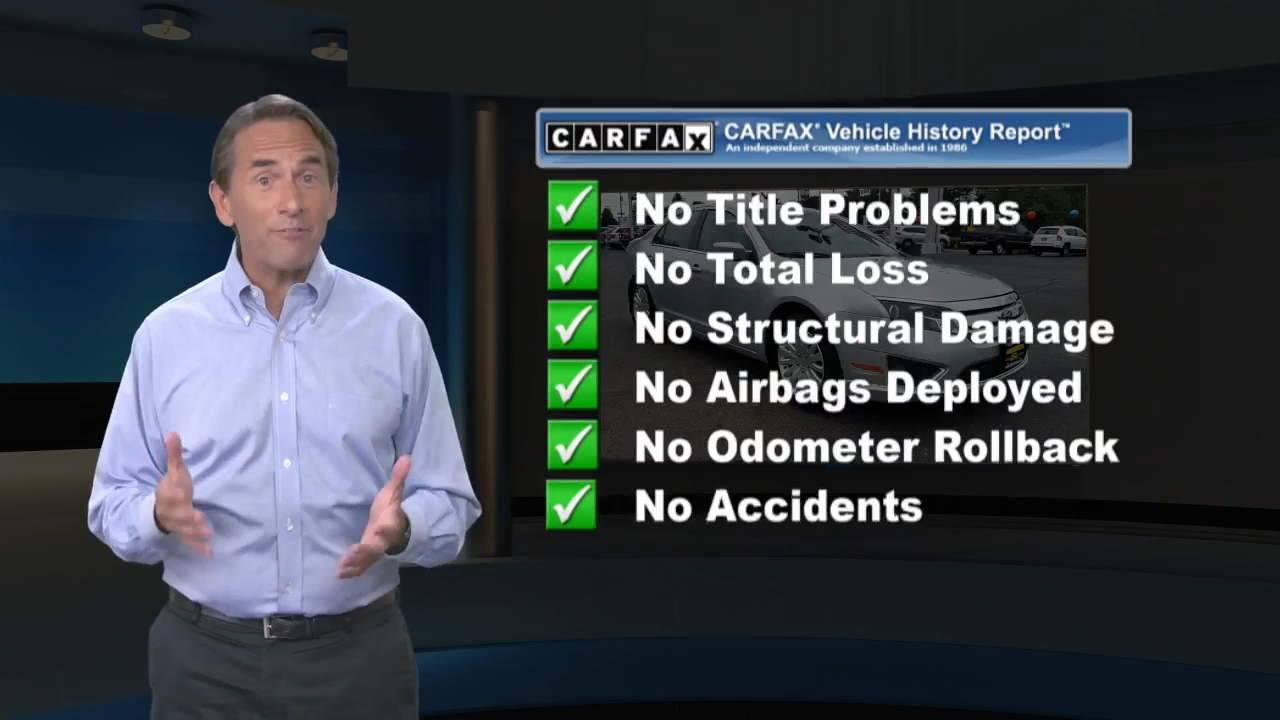 CARFAX® CARFAX® Vehicle History Report™
An independent company established in 1986
No Title Problems
No Total Loss
No Structural Damage
No Airbags Deployed
No Odometer Rollback
No Accidents